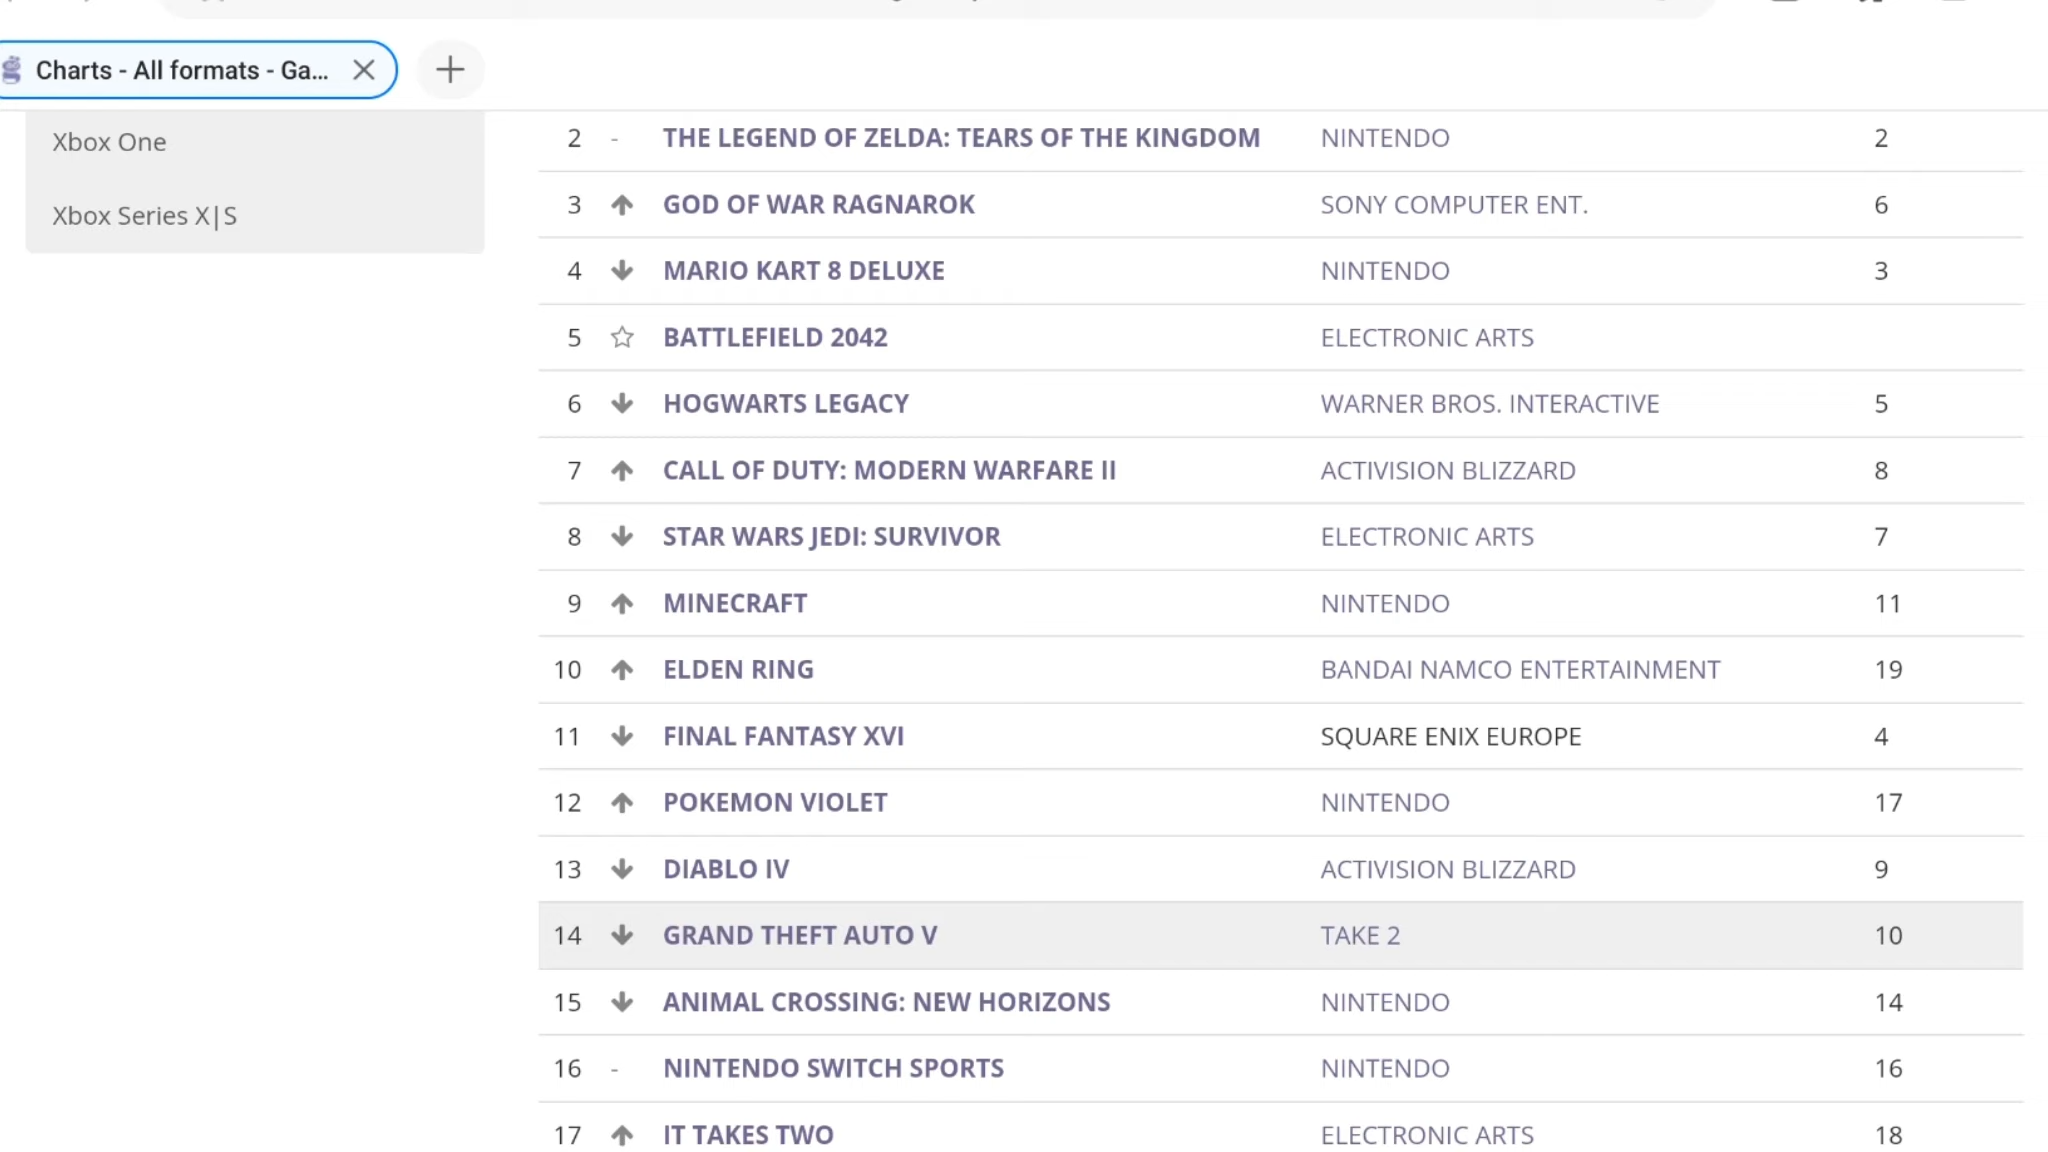 Charts - All formats - Ga...
Xbox One
Xbox Series X|S
2 - THE LEGEND OF ZELDA: TEARS OF THE KINGDOM NINTENDO 2
3 GOD OF WAR RAGNAROK SONY COMPUTER ENT. 6
4 MARIO KART 8 DELUXE NINTENDO 3
5 BATTLEFIELD 2042 ELECTRONIC ARTS
6 HOGWARTS LEGACY WARNER BROS. INTERACTIVE 5
7 CALL OF DUTY: MODERN WARFARE II ACTIVISION BLIZZARD 8
8 STAR WARS JEDI: SURVIVOR ELECTRONIC ARTS 7
9 MINECRAFT NINTENDO 11
10 ELDEN RING BANDAI NAMCO ENTERTAINMENT 19
11 FINAL FANTASY XVI SQUARE ENIX EUROPE 4
12 POKEMON VIOLET NINTENDO 17
13 DIABLO IV ACTIVISION BLIZZARD 9
14 GRAND THEFT AUTO V TAKE 2 10
15 ANIMAL CROSSING: NEW HORIZONS NINTENDO 14
16 - NINTENDO SWITCH SPORTS NINTENDO 16
17 IT TAKES TWO ELECTRONIC ARTS 18